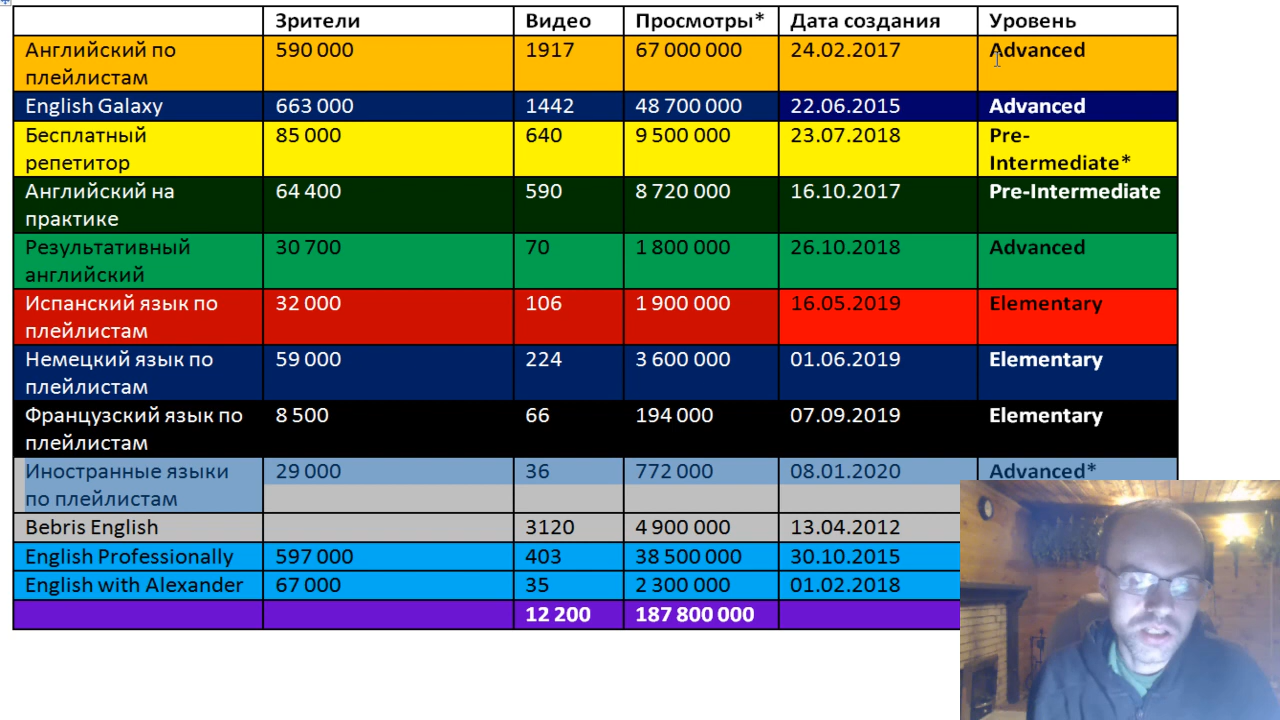 Зрители Видео Просмотры* Дата создания Уровень
Английский по 590 000 1917 67 000 000 24.02.2017 Advanced
плейлистам
English Galaxy 663 000 1442 48 700 000 22.06.2015 Advanced
Бесплатный 85 000 640 9 500 000 23.07.2018 Pre-
репетитор Intermediate*
Английский на 64 400 590 8 720 000 16.10.2017 Pre-Intermediate
практике
Результативный 30 700 70 1 800 000 26.10.2018 Advanced
английский
Испанский язык по 32 000 106 1 900 000 16.05.2019 Elementary
плейлистам
Немецкий язык по 59 000 224 3 600 000 01.06.2019 Elementary
плейлистам
Французский язык по 8 500 66 194 000 07.09.2019 Elementary
плейлистам
Иностранные языки 29 000 36 772 000 08.01.2020 Advanced*
по плейлистам
Bebris English 3120 4 900 000 13.04.2012
English Professionally 597 000 403 38 500 000 30.10.2015
English with Alexander 67 000 35 2 300 000 01.02.2018
12 200 187 800 000